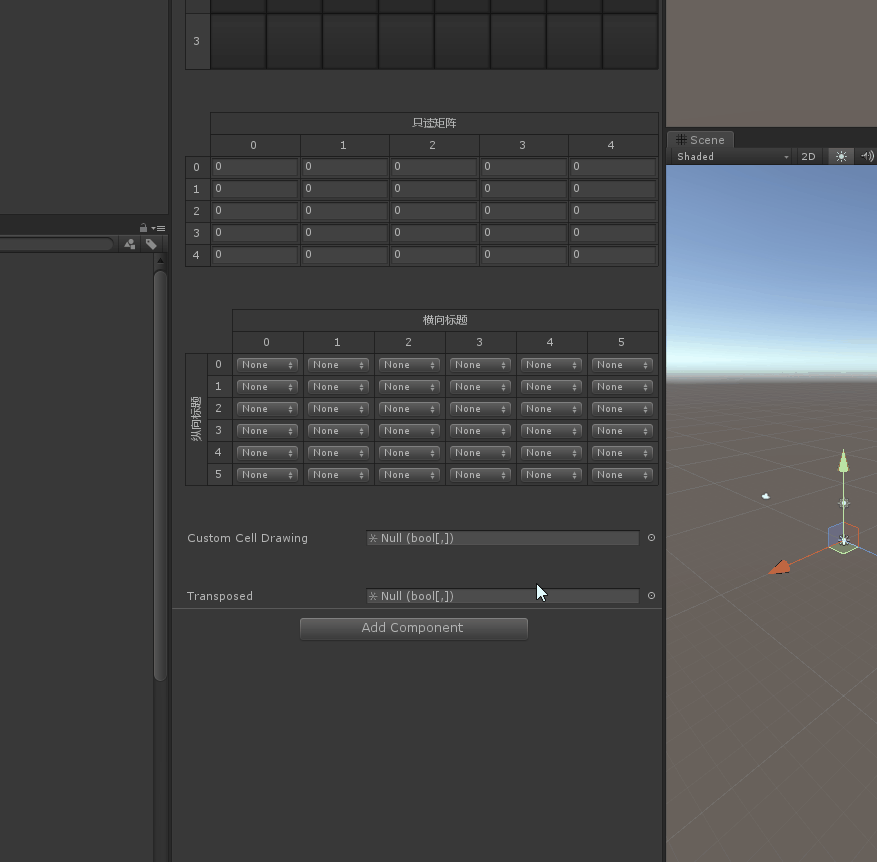 3
只读矩阵
0 1 2 3 4
0 0 0 0 0 0
1 0 0 0 0 0
2 0 0 0 0 0
3 0 0 0 0 0
4 0 0 0 0 0
横向标题
0 1 2 3 4 5
纵向标题
0 None None None None None None
1 None None None None None None
2 None None None None None None
3 None None None None None None
4 None None None None None None
5 None None None None None None
Custom Cell Drawing Null (bool[,])
Transposed Null (bool[,])
Add Component
Scene
Shaded 2D